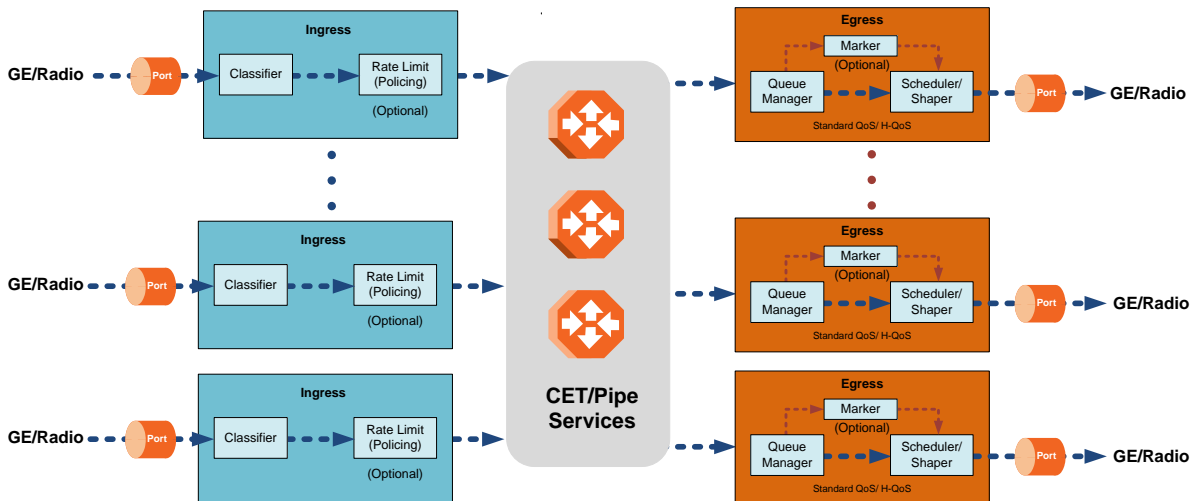 Ingress
GE/Radio
Port
Classifier
Rate Limit
(Policing)
(Optional)
Ingress
GE/Radio
Port
Classifier
Rate Limit
(Policing)
(Optional)
Ingress
GE/Radio
Port
Classifier
Rate Limit
(Policing)
(Optional)
CET/Pipe
Services
Egress
Marker
(Optional)
Queue
Manager
Scheduler/
Shaper
Standard QoS/ H-QoS
Port
GE/Radio
Egress
Marker
(Optional)
Queue
Manager
Scheduler/
Shaper
Standard QoS/ H-QoS
Port
GE/Radio
Egress
Marker
(Optional)
Queue
Manager
Scheduler/
Shaper
Standard QoS/ H-QoS
Port
GE/Radio